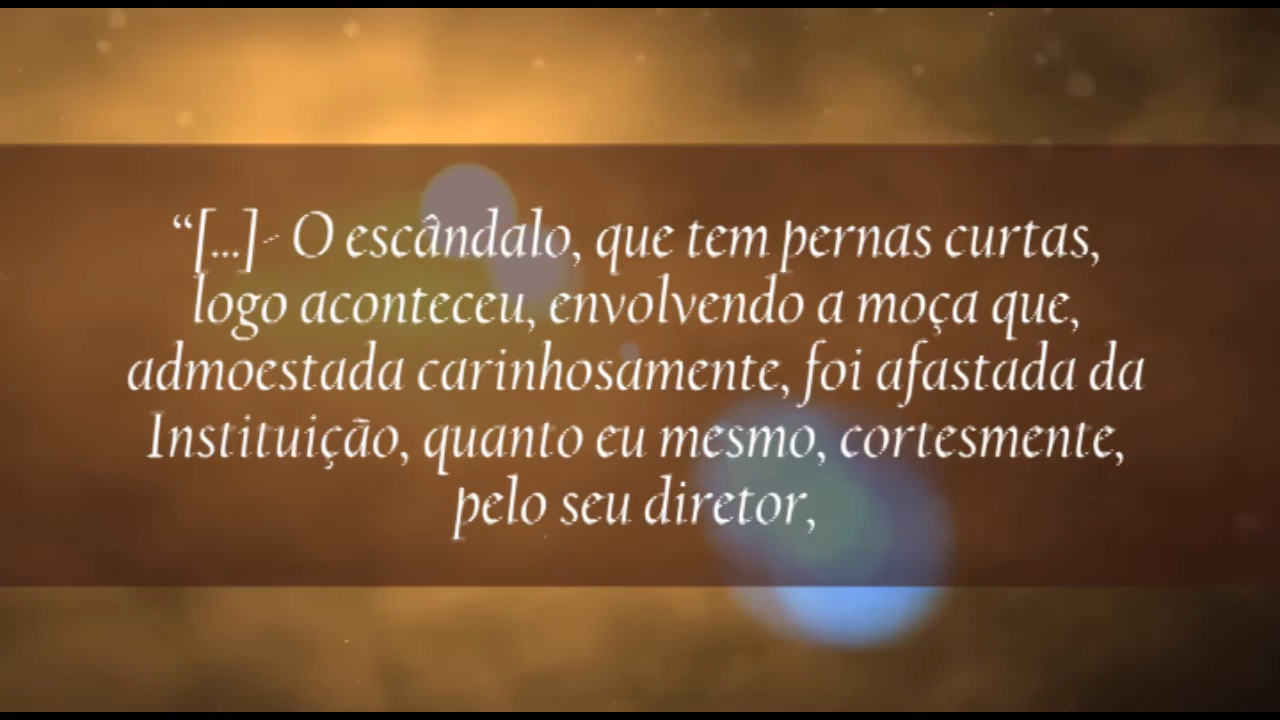 “[...]- O escândalo, que tem pernas curtas,
logo aconteceu, envolvendo a moça que,
admoestada carinhosamente, foi afastada da
Instituição, quanto eu mesmo, cortesmente,
pelo seu diretor,